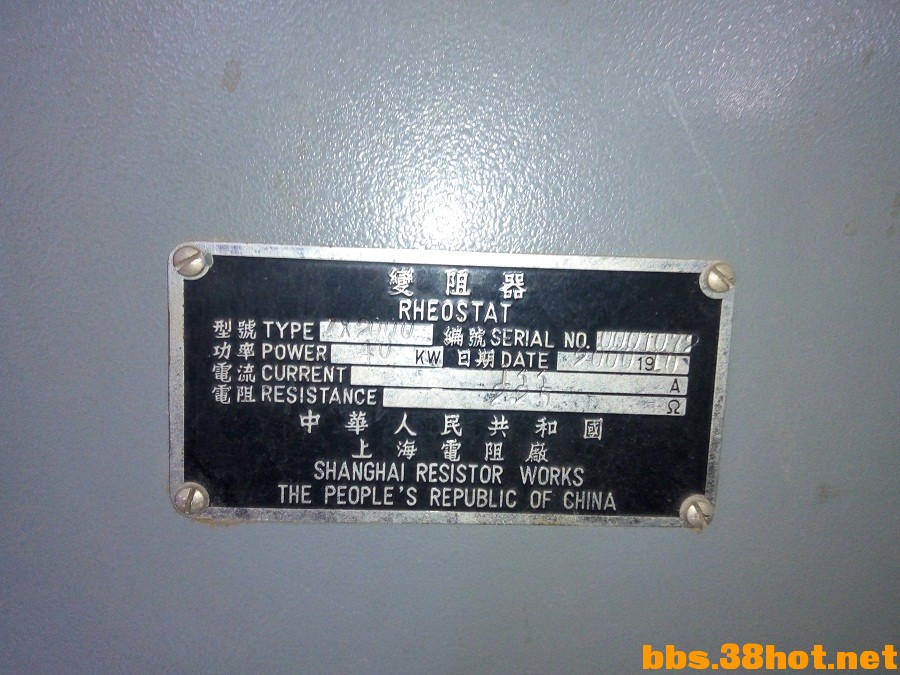 變阻器
RHEOSTAT
型號 TYPE 編號 SERIAL NO.
功率 POWER 10 KW 日期 DATE 19
電流 CURRENT A
電阻 RESISTANCE Ω
中華人民共和國
上海電阻廠
SHANGHAI RESISTOR WORKS
THE PEOPLE'S REPUBLIC OF CHINA
bbs.38hot.net